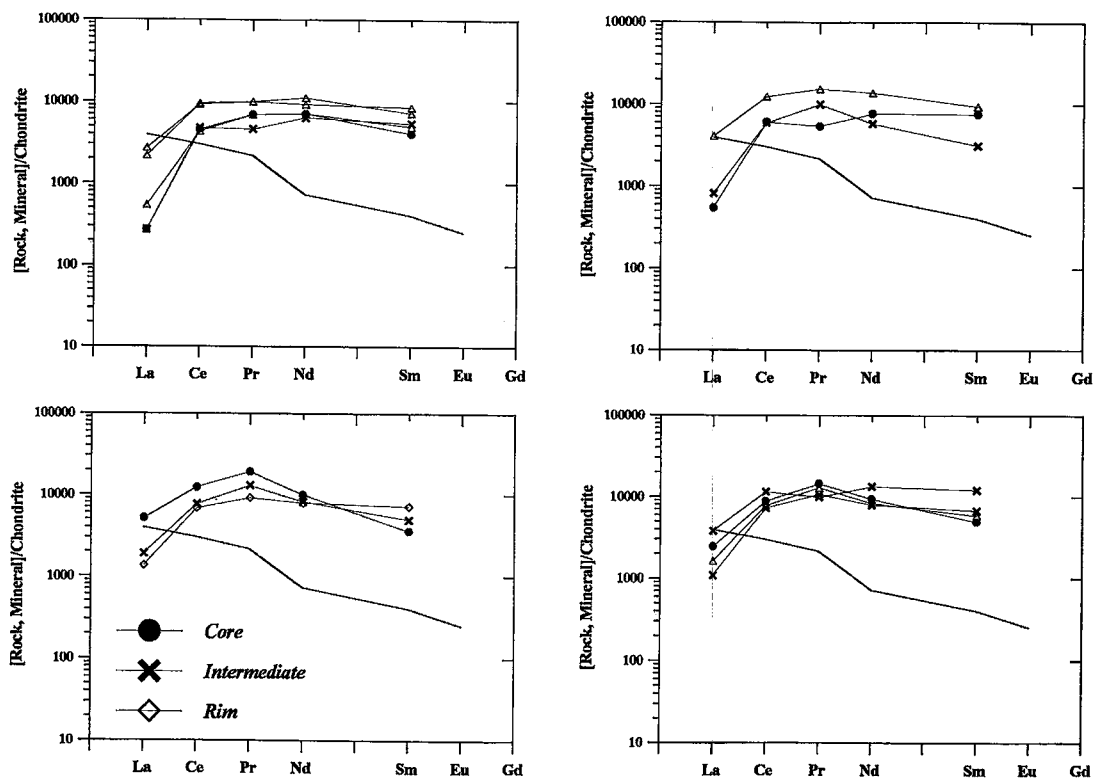 100000
10000
1000
100
10
[Rock, Mineral]/Chondrite
La Ce Pr Nd Sm Eu Gd
100000
10000
1000
100
10
[Rock, Mineral]/Chondrite
La Ce Pr Nd Sm Eu Gd
100000
10000
1000
100
10
[Rock, Mineral]/Chondrite
Core
Intermediate
Rim
La Ce Pr Nd Sm Eu Gd
100000
10000
1000
100
10
[Rock, Mineral]/Chondrite
La Ce Pr Nd Sm Eu Gd